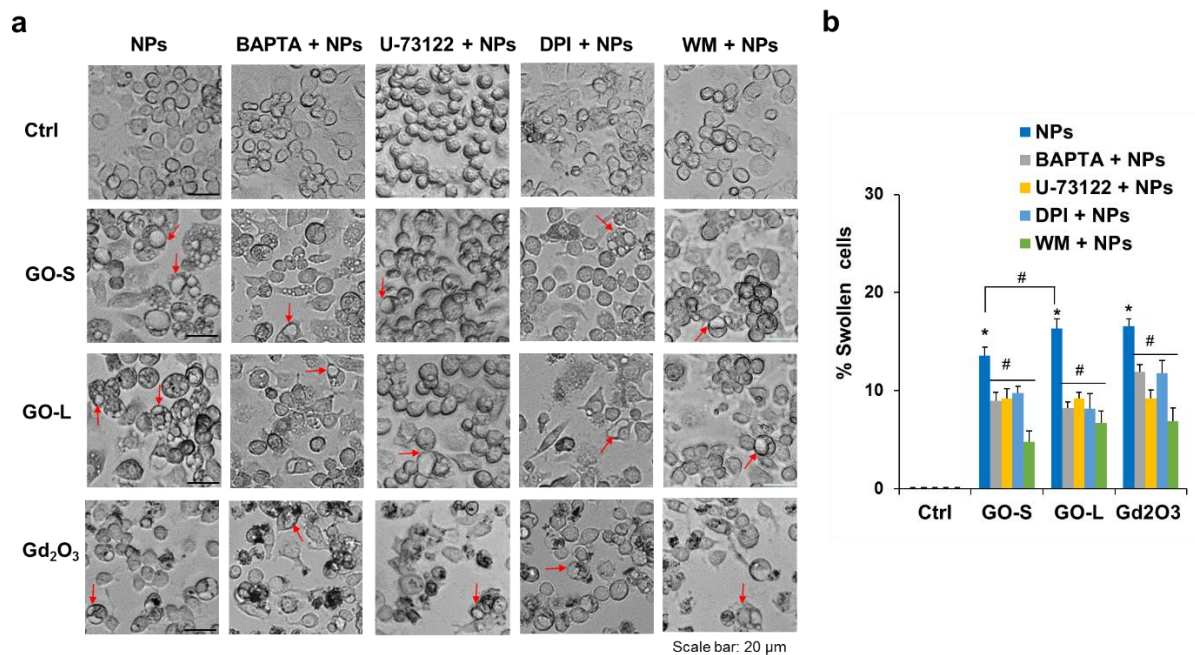 a
NPs BAPTA + NPs U-73122 + NPs DPI + NPs WM + NPs
Ctrl
GO-S
GO-L
Gd₂O₃
Scale bar: 20 µm
b
NPs
BAPTA + NPs
U-73122 + NPs
DPI + NPs
WM + NPs
% Swollen cells
30
20
10
0
#
* * *
# # #
Ctrl GO-S GO-L Gd2O3